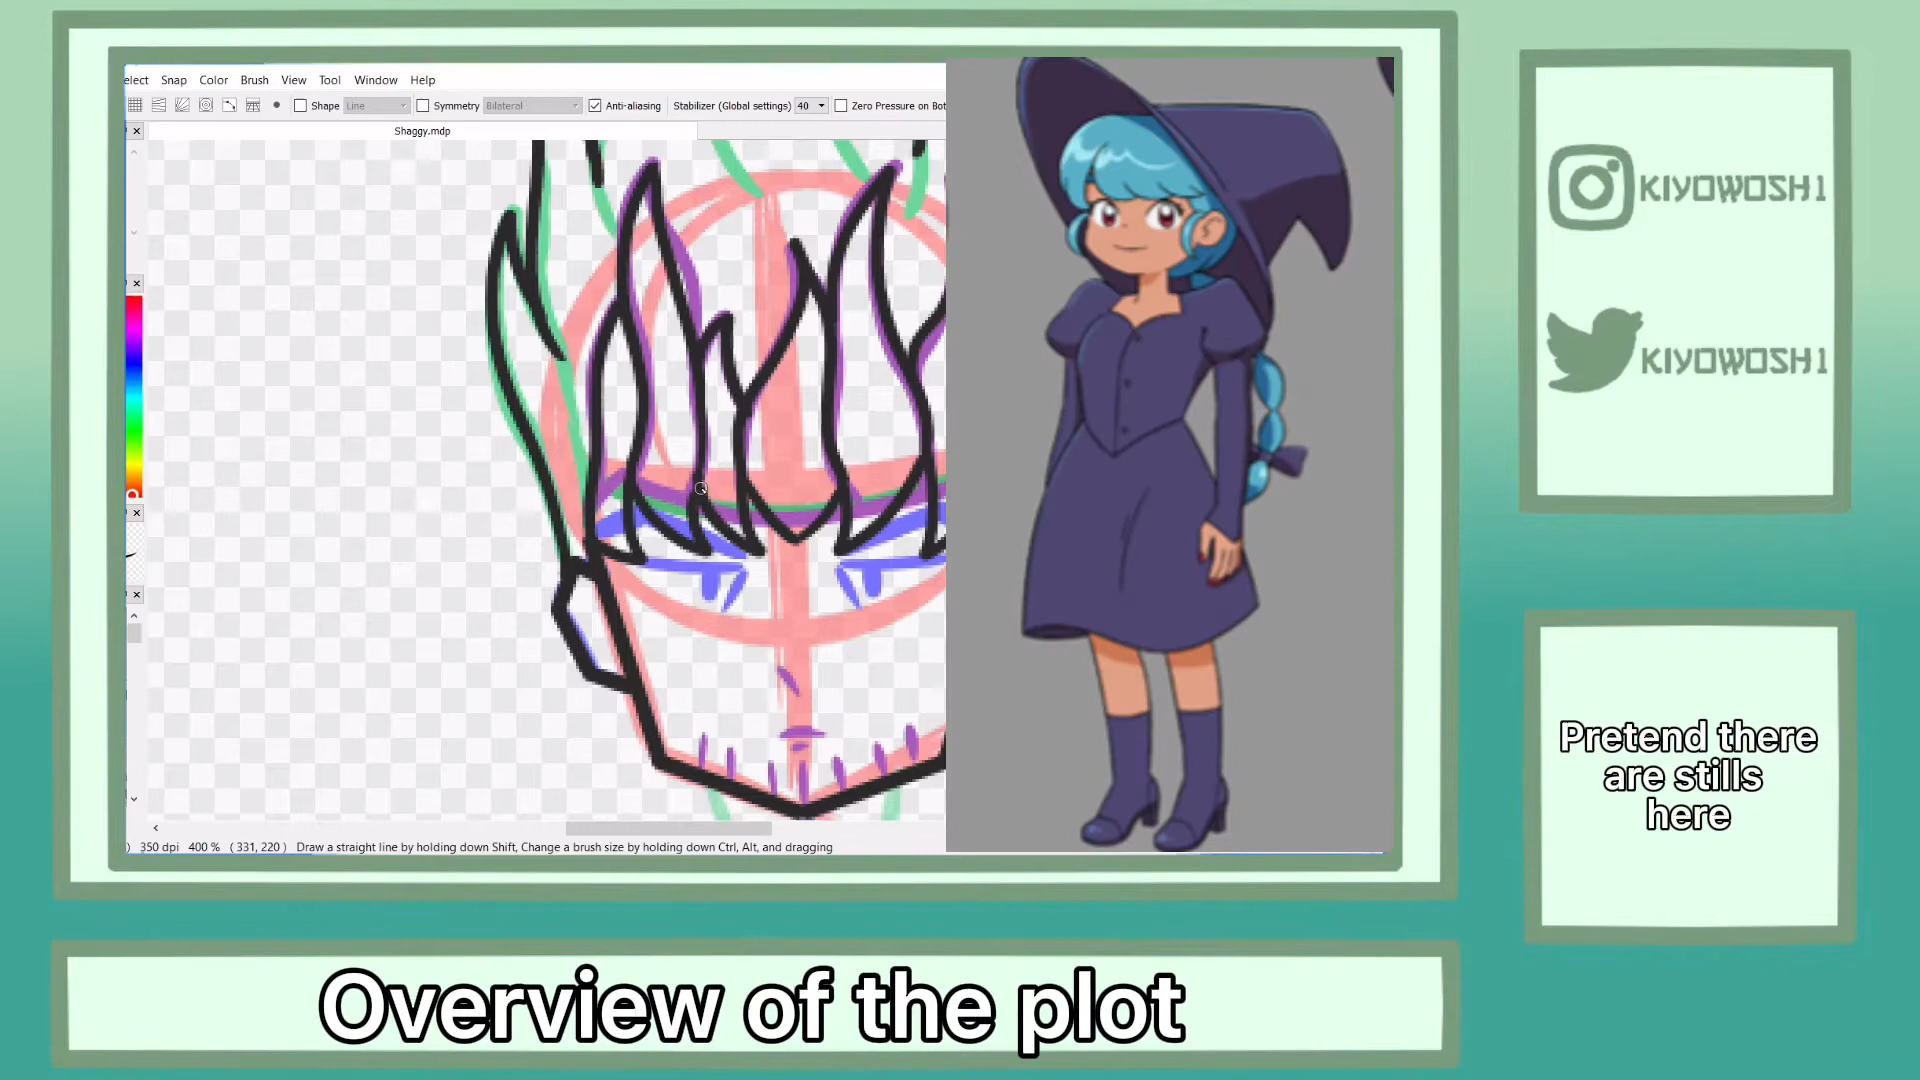 elect Snap Color Brush View Tool Window Help
Shape Line Symmetry Bilateral Anti-aliasing Stabilizer (Global settings) 40 Zero Pressure on Bot
Shaggy.mdp
) 350 dpi 400 % ( 331, 220 ) Draw a straight line by holding down Shift, Change a brush size by holding down Ctrl, Alt, and dragging
KIYOWOSH1
KIYOWOSH1
Pretend there
are stills
here
Overview of the plot